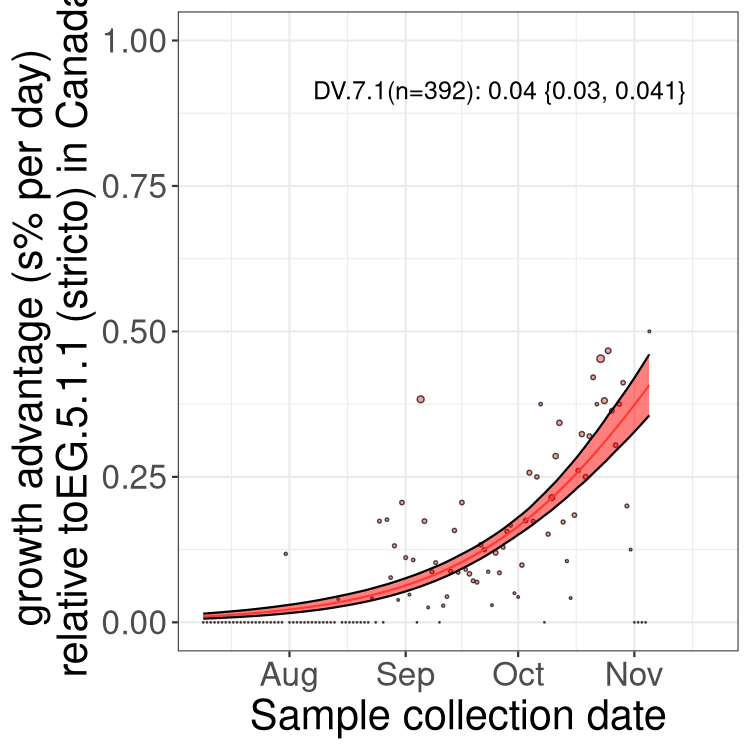 growth advantage (s% per day)
relative toEG.5.1.1 (stricto) in Canada
1.00
0.75
0.50
0.25
0.00
DV.7.1(n=392): 0.04 {0.03, 0.041}
Aug Sep Oct Nov
Sample collection date